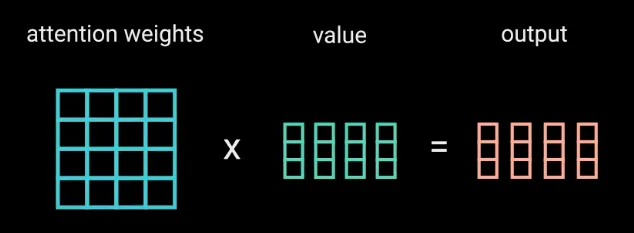 attention weights value output
x =